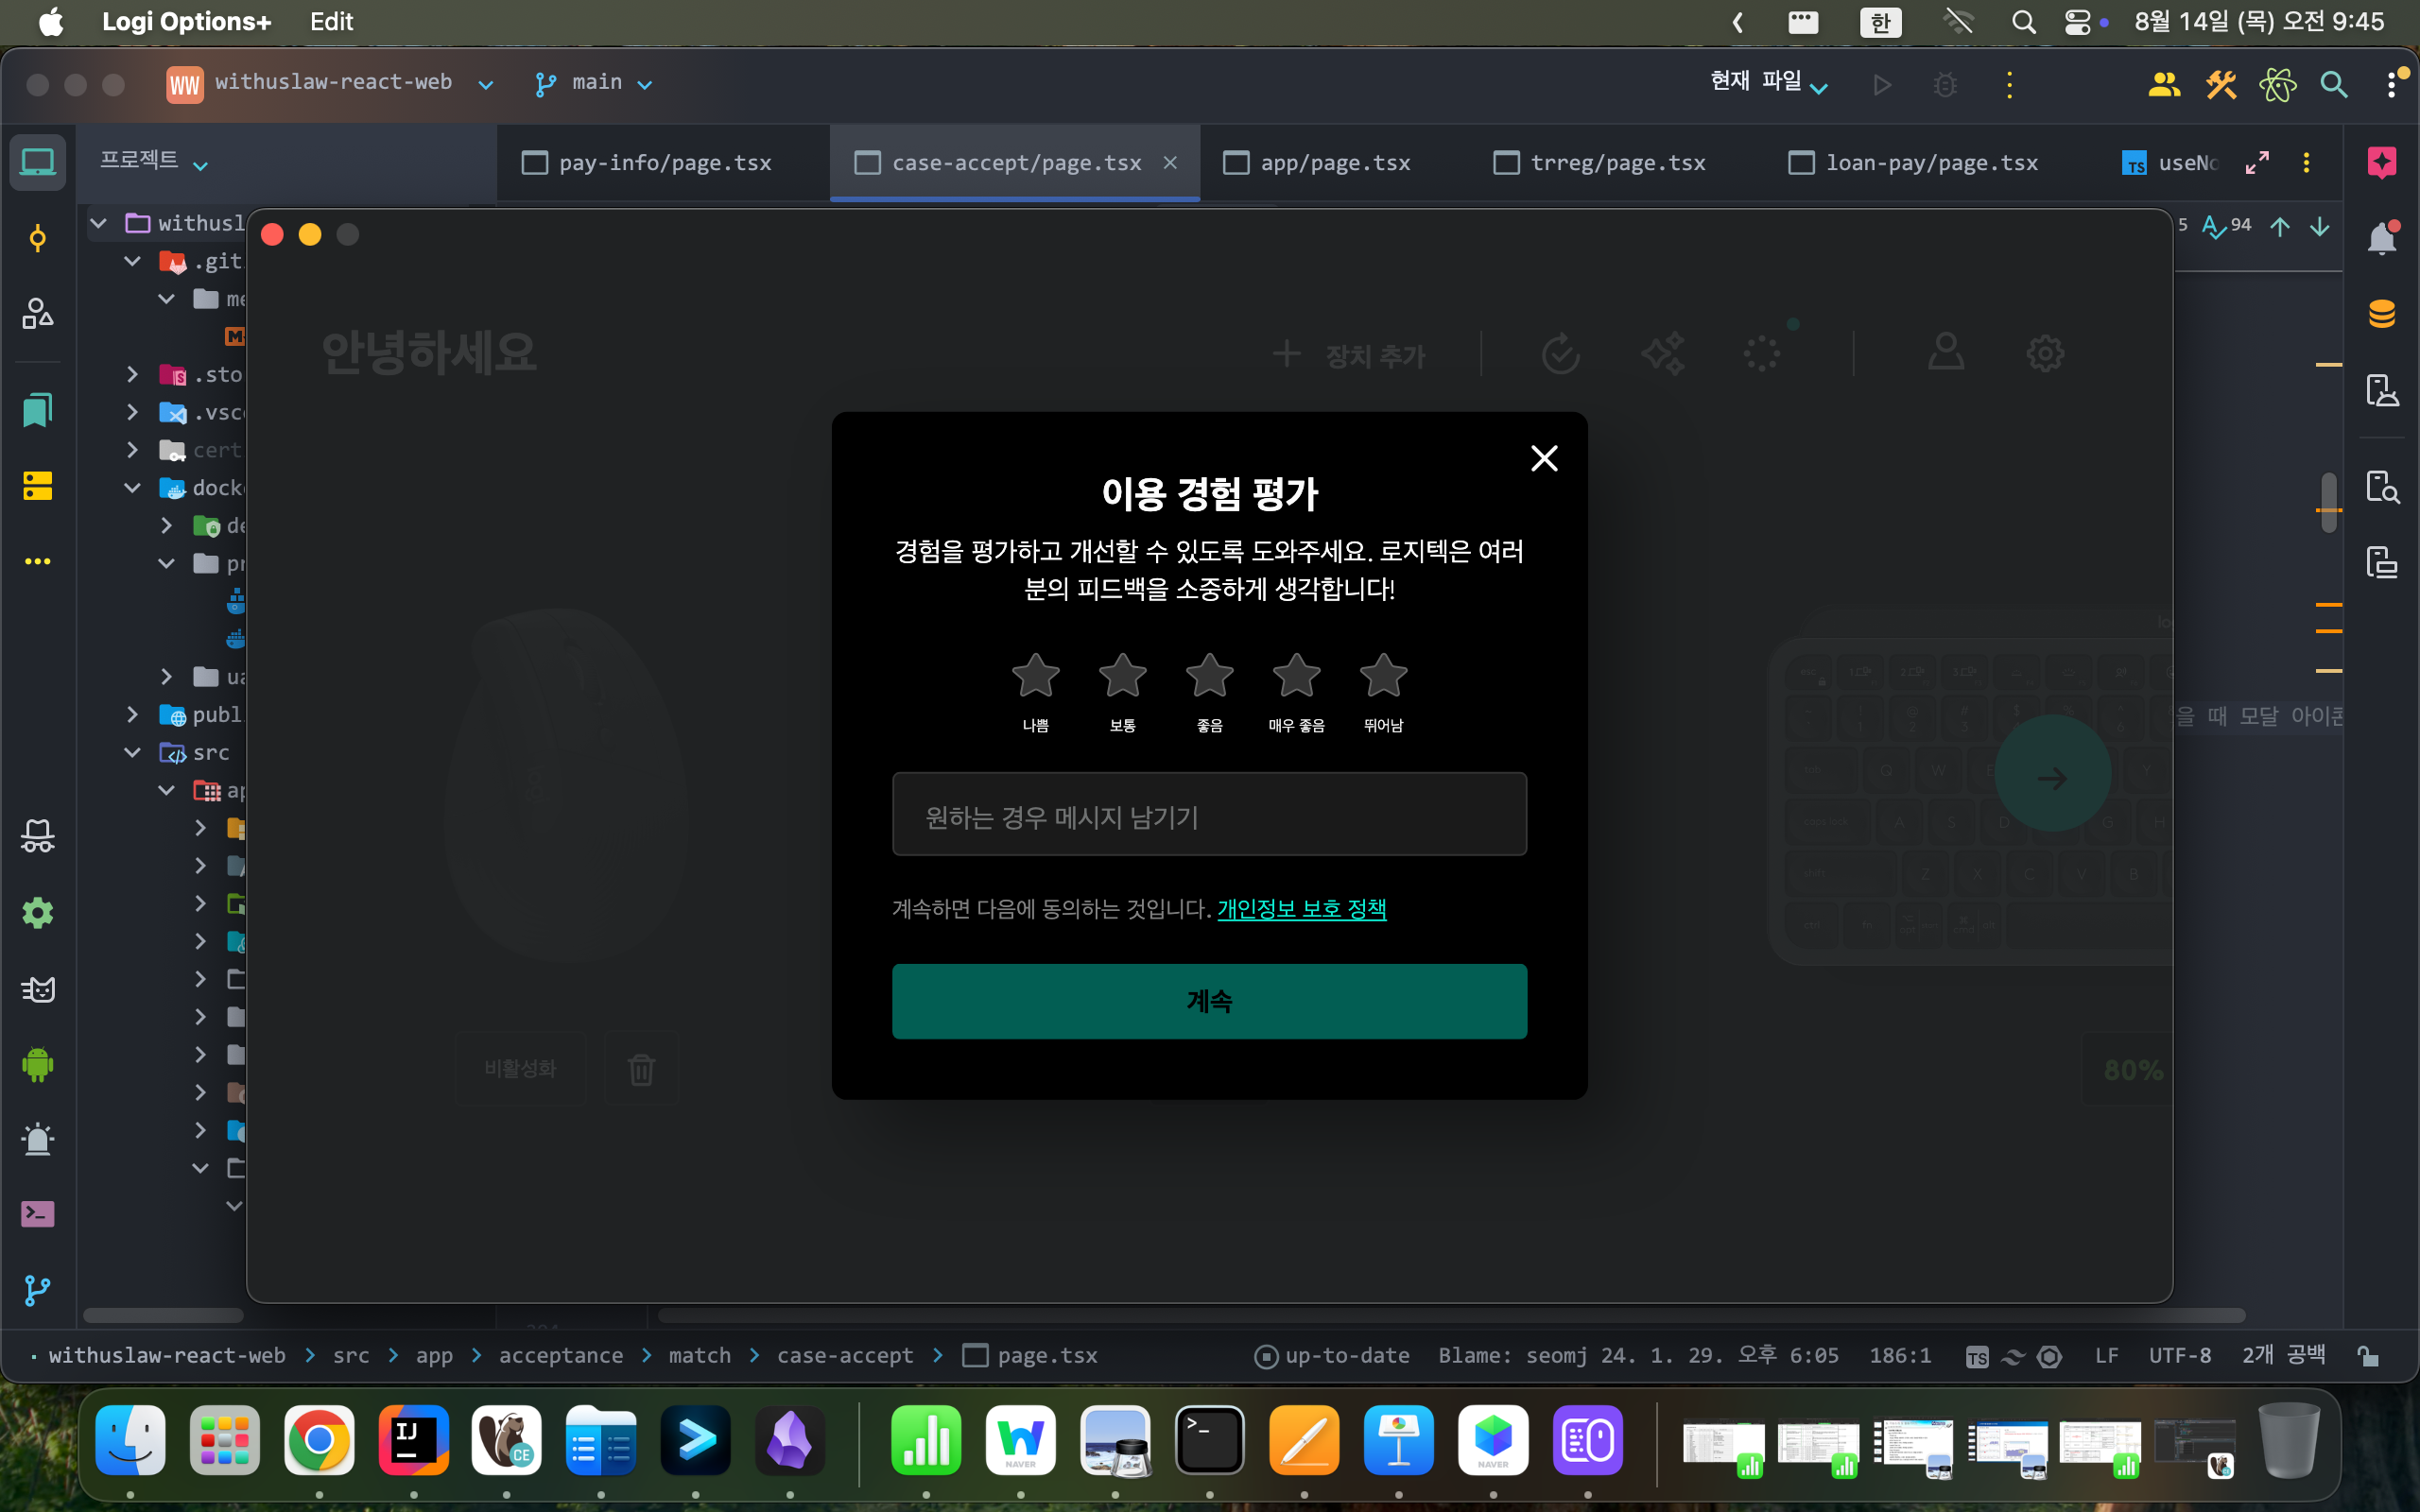 Logi Options+ Edit
한 8월 14일 (목) 오전 9:45
WW withuslaw-react-web main
현재 파일
프로젝트
pay-info/page.tsx case-accept/page.tsx app/page.tsx trreg/page.tsx loan-pay/page.tsx TS useNo
withusl
5 94
.git
me
.sto
.vsco
cert
docke
de
pr
ua
publ
src
ap
안녕하세요
장치 추가
이용 경험 평가
경험을 평가하고 개선할 수 있도록 도와주세요. 로지텍은 여러
분의 피드백을 소중하게 생각합니다!
나쁨 보통 좋음 매우 좋음 뛰어남
을 때 모달 아이콘
원하는 경우 메시지 남기기
계속하면 다음에 동의하는 것입니다. 개인정보 보호 정책
계속
비활성화
80%
withuslaw-react-web src app acceptance match case-accept page.tsx
up-to-date Blame: seomj 24. 1. 29. 오후 6:05 186:1 TS LF UTF-8 2개 공백
IJ
CE
NAVER
NAVER